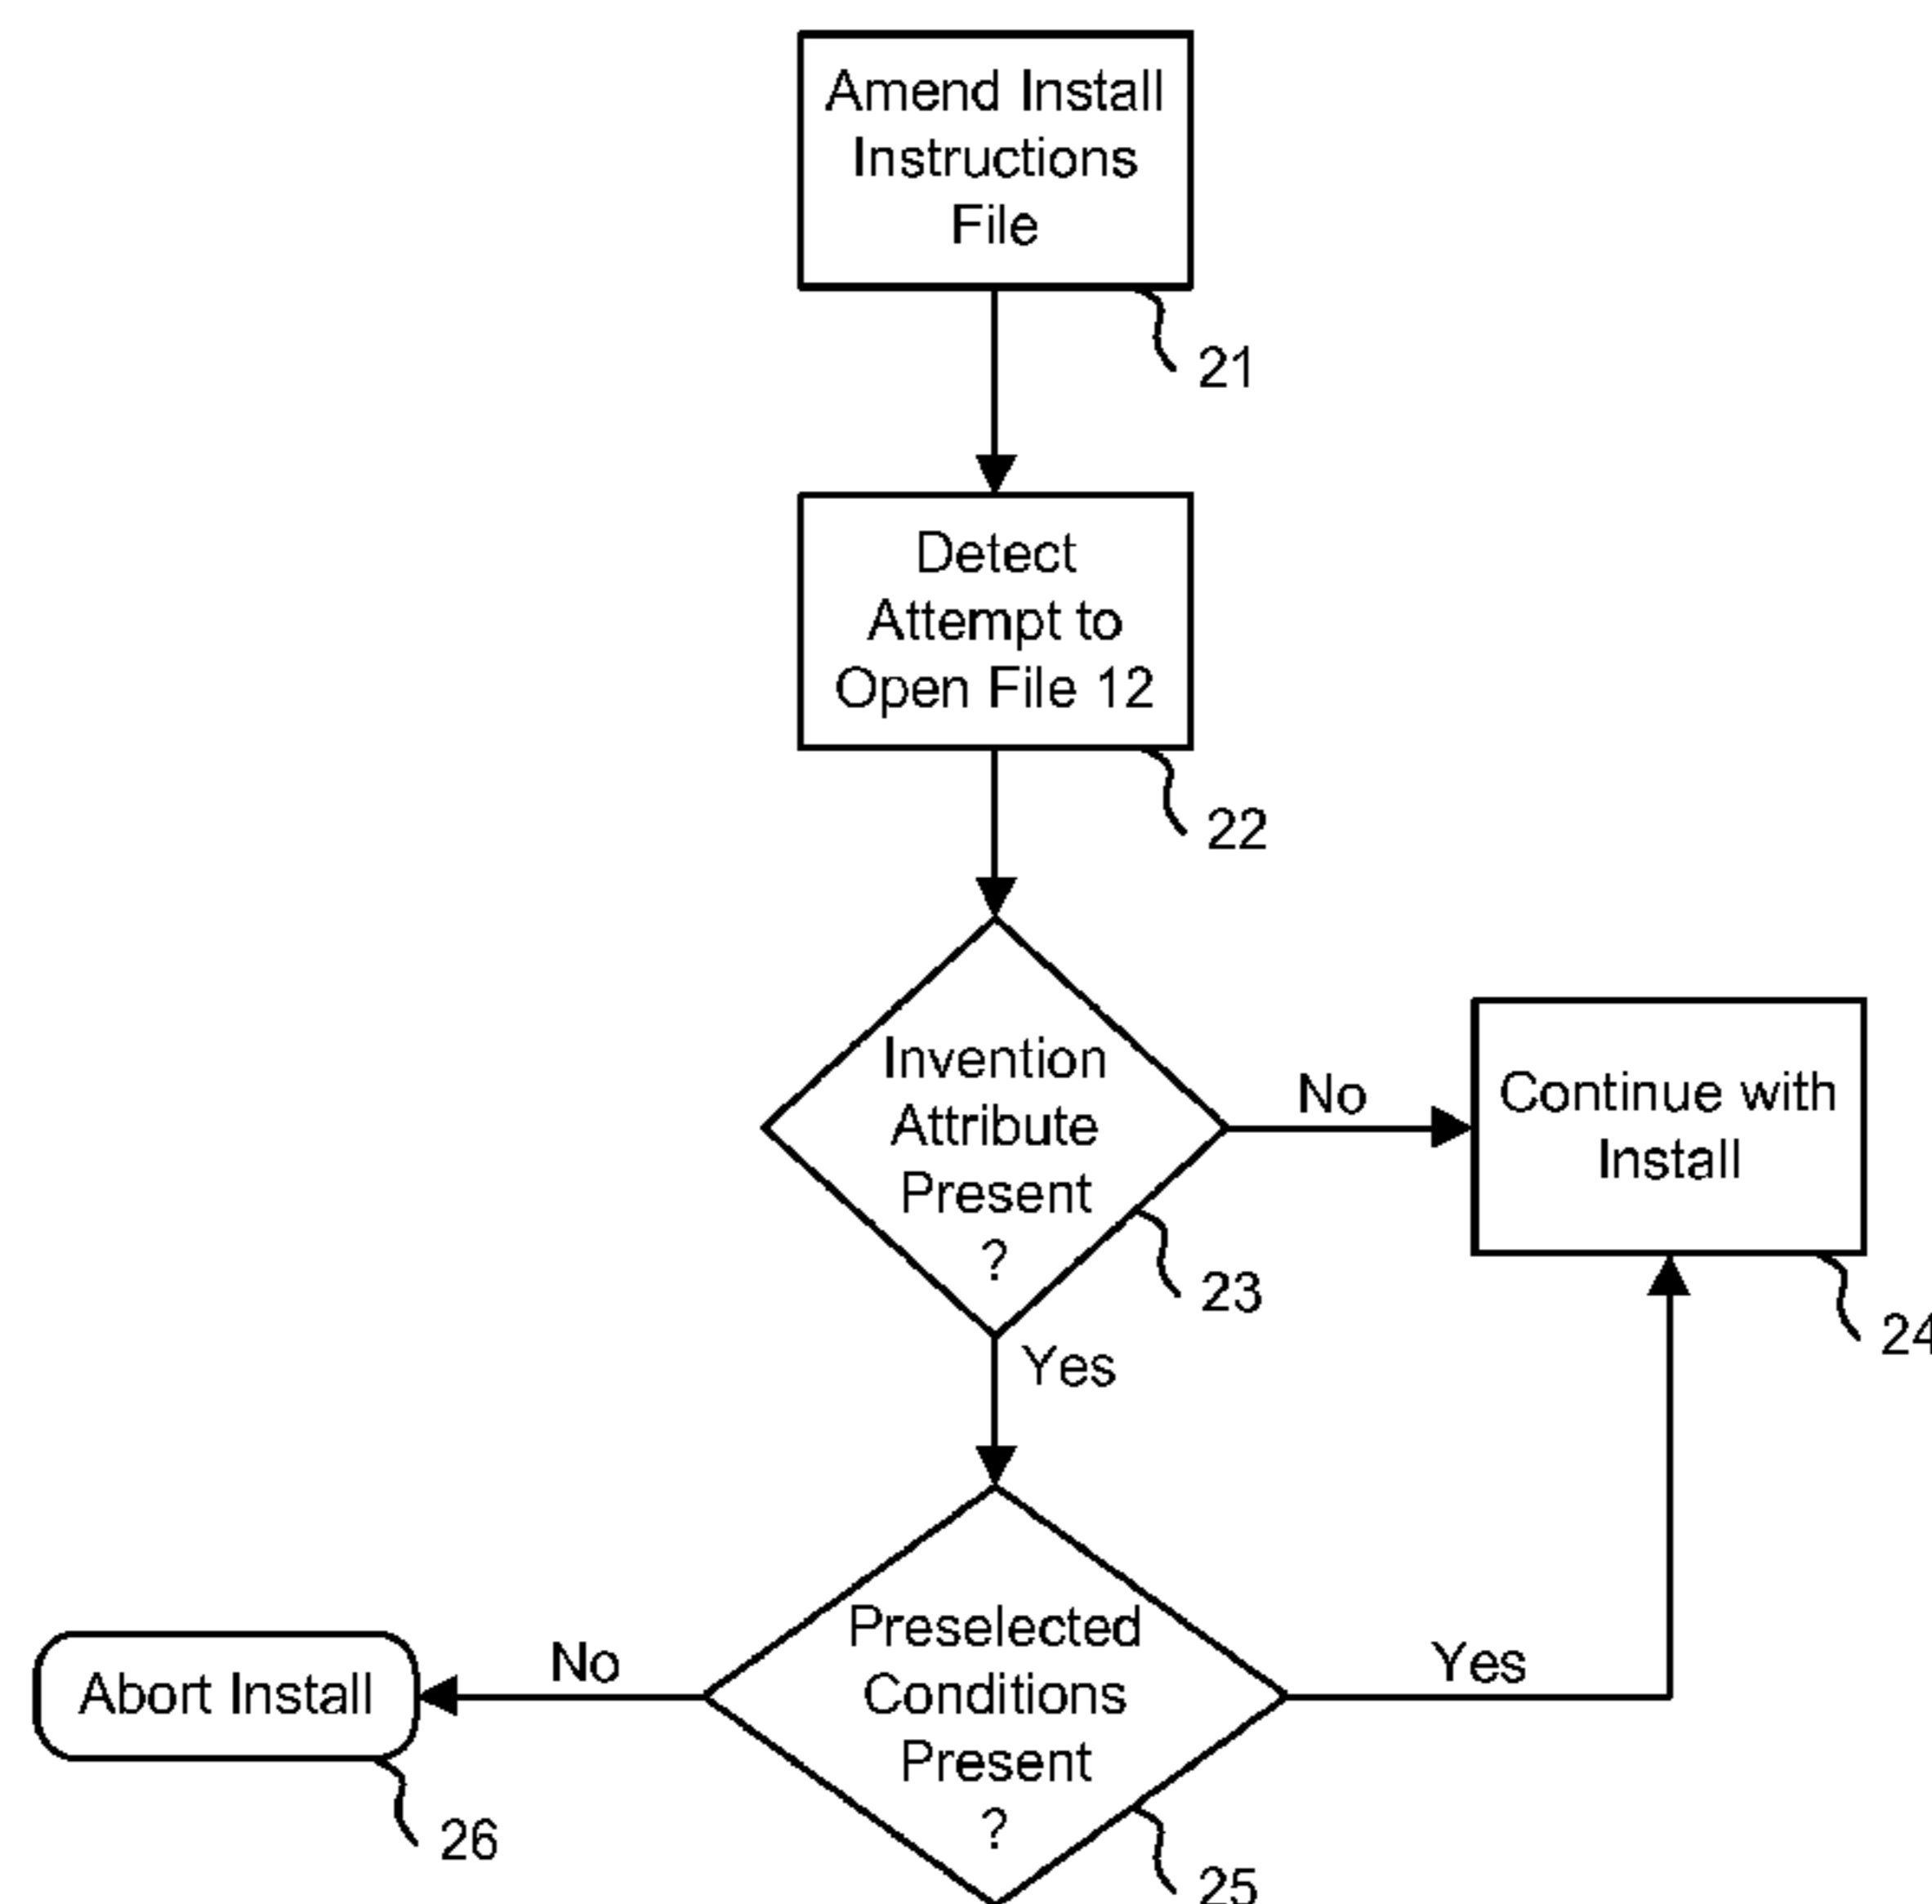 Amend Install
Instructions
File
21
Detect
Attempt to
Open File 12
22
Invention
Attribute
Present
?
23
No
Continue with
Install
24
Yes
Preselected
Conditions
Present
?
25
Yes
No
Abort Install
26